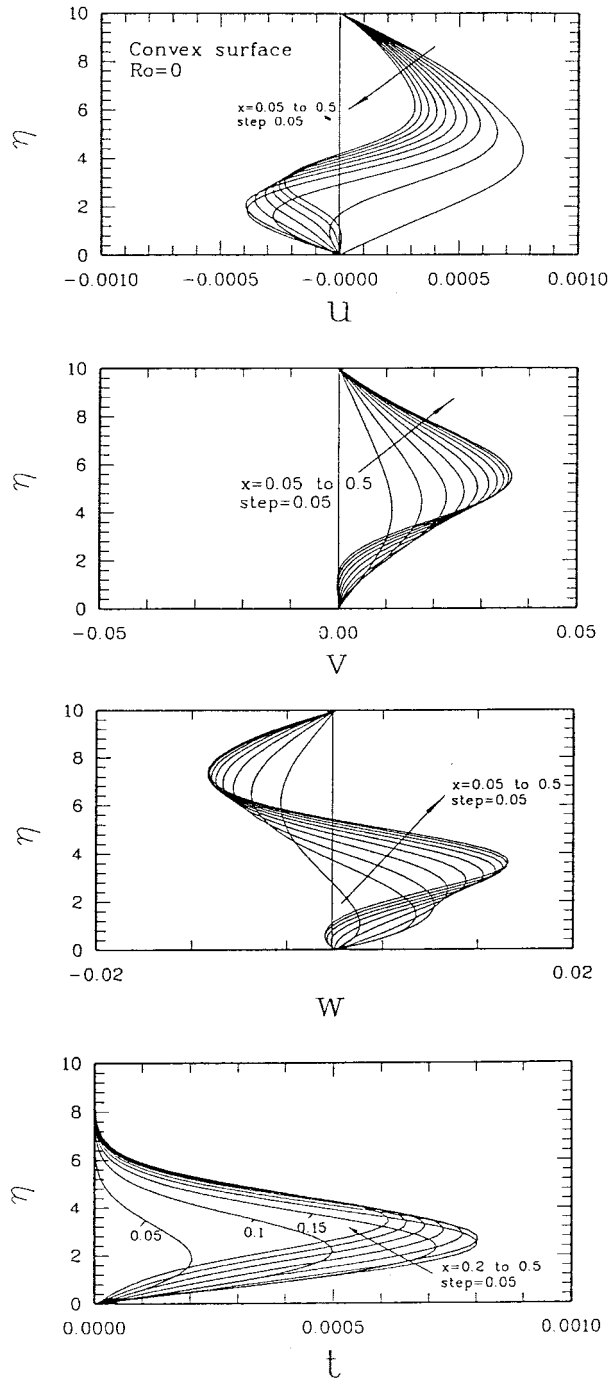 10
8
6
4
2
0
η
Convex surface
Ro=0
x=0.05 to 0.5
step 0.05
-0.0010
-0.0005
-0.0000
0.0005
0.0010
u
10
8
6
4
2
0
η
x=0.05 to 0.5
step=0.05
-0.05
0.00
0.05
v
10
8
6
4
2
0
η
x=0.05 to 0.5
step=0.05
-0.02
0.02
w
10
8
6
4
2
0
η
0.05
0.1
0.15
x=0.2 to 0.5
step=0.05
0.0000
0.0005
0.0010
t